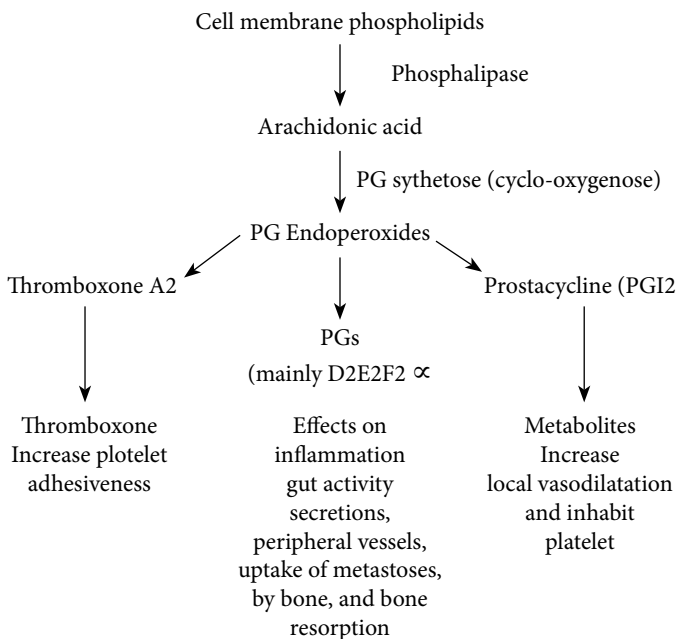 Cell membrane phospholipids
Phosphalipase
Arachidonic acid
PG sythetose (cyclo-oxygenose)
PG Endoperoxides
Thromboxone A2
Prostacycline (PGI2
PGs
(mainly D2E2F2 ∝
Thromboxone
Increase plotelet
adhesiveness
Effects on
inflammation
gut activity
secretions,
peripheral vessels,
uptake of metastoses,
by bone, and bone
resorption
Metabolites
Increase
local vasodilatation
and inhabit
platelet